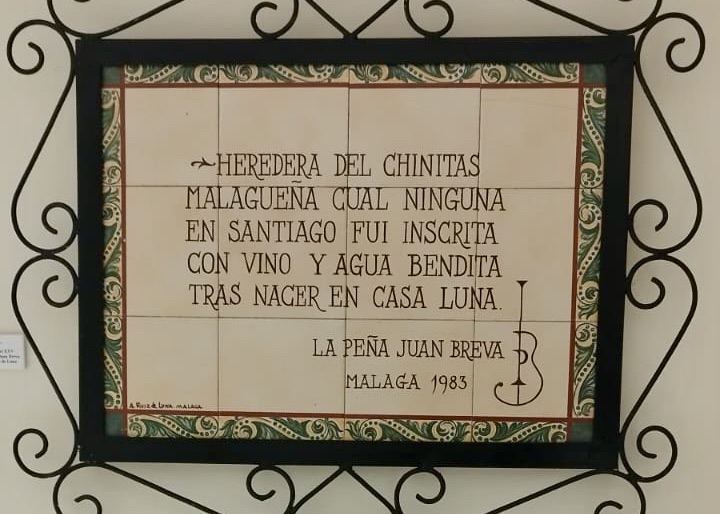 HEREDERA DEL CHINITAS
MALAGUEÑA CUAL NINGUNA
EN SANTIAGO FUI INSCRITA
CON VINO Y AGUA BENDITA
TRAS NACER EN CASA LUNA.
LA PEÑA JUAN BREVA
MALAGA 1983
A. RUIZ de LUNA. MALAGA